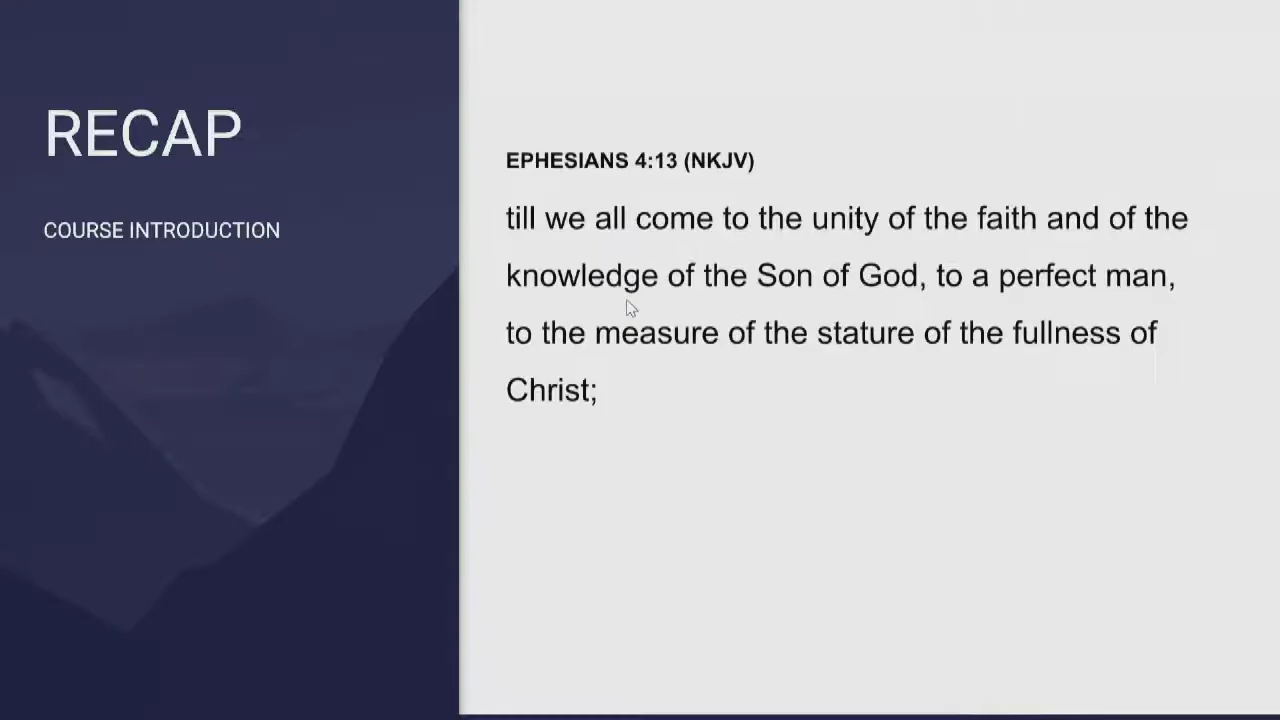 RECAP
COURSE INTRODUCTION
EPHESIANS 4:13 (NKJV)
till we all come to the unity of the faith and of the
knowledge of the Son of God, to a perfect man,
to the measure of the stature of the fullness of
Christ;